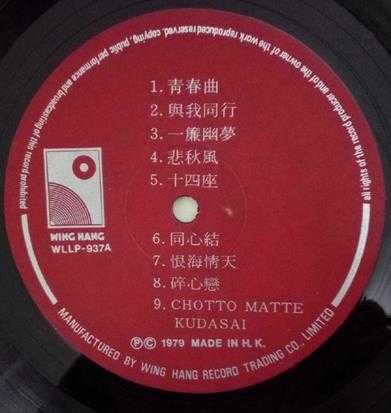 all rights of the record producer and of the owner of the work reproduced reserved. copying, public performance and broadcasting of this record prohibited
1. 青春曲
2. 與我同行
3. 一簾幽夢
4. 悲秋風
5. 十四座
WING HANG
WLLP-937A
6. 同心結
7. 恨海情天
8. 碎心戀
9. CHOTTO MATTE
KUDASAI
ⓅⒸ 1979 MADE IN H.K.
MANUFACTURED BY WING HANG RECORD TRADING CO., LIMITED